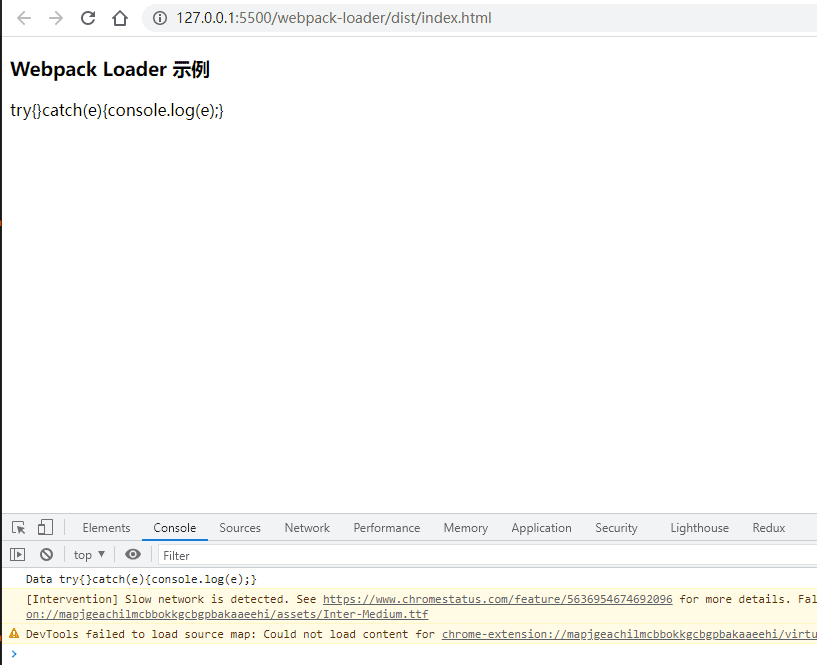 127.0.0.1:5500/webpack-loader/dist/index.html
Webpack Loader 示例
try{}catch(e){console.log(e);}
Elements Console Sources Network Performance Memory Application Security Lighthouse Redux
top ▼ Filter
Data try{}catch(e){console.log(e);}
[Intervention] Slow network is detected. See https://www.chromestatus.com/feature/5636954674692096 for more details. Fal
on://mapjgeachilmcbbokkgcbgpbakaaeehi/assets/Inter-Medium.ttf
DevTools failed to load source map: Could not load content for chrome-extension://mapjgeachilmcbbokkgcbgpbakaaeehi/virtu